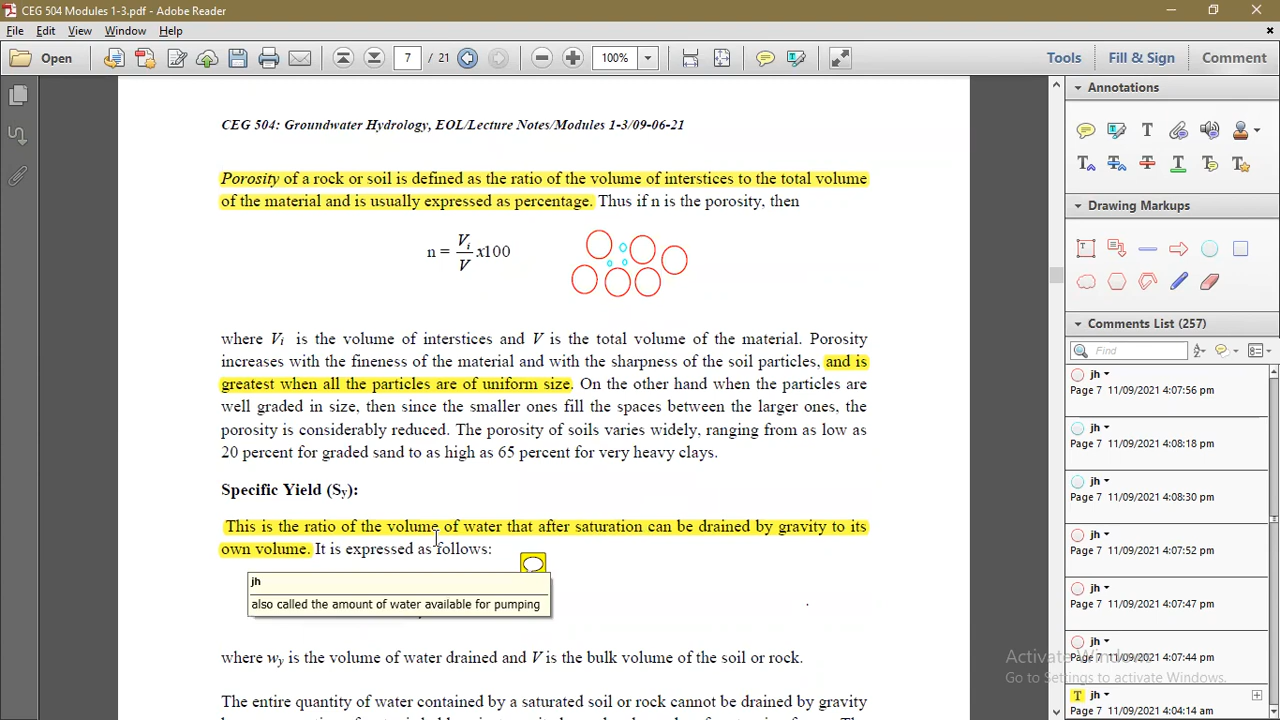 CEG 504 Modules 1-3.pdf - Adobe Reader
File Edit View Window Help
Open
7 / 21
100%
Tools Fill & Sign Comment
CEG 504: Groundwater Hydrology, EOL/Lecture Notes/Modules 1-3/09-06-21
Porosity of a rock or soil is defined as the ratio of the volume of interstices to the total volume
of the material and is usually expressed as percentage. Thus if n is the porosity, then
n = Vi/V x100
where Vi is the volume of interstices and V is the total volume of the material. Porosity
increases with the fineness of the material and with the sharpness of the soil particles, and is
greatest when all the particles are of uniform size. On the other hand when the particles are
well graded in size, then since the smaller ones fill the spaces between the larger ones, the
porosity is considerably reduced. The porosity of soils varies widely, ranging from as low as
20 percent for graded sand to as high as 65 percent for very heavy clays.
Specific Yield (Sy):
This is the ratio of the volume of water that after saturation can be drained by gravity to its
own volume. It is expressed as follows:
jh
also called the amount of water available for pumping
where wy is the volume of water drained and V is the bulk volume of the soil or rock.
The entire quantity of water contained by a saturated soil or rock cannot be drained by gravity
Annotations
Drawing Markups
Comments List (257)
Find
jh
Page 7 11/09/2021 4:07:56 pm
jh
Page 7 11/09/2021 4:08:18 pm
jh
Page 7 11/09/2021 4:08:30 pm
jh
Page 7 11/09/2021 4:07:52 pm
jh
Page 7 11/09/2021 4:07:47 pm
jh
Page 7 11/09/2021 4:07:44 pm
jh
Page 7 11/09/2021 4:04:14 am
Activate Windows
Go to Settings to activate Windows.